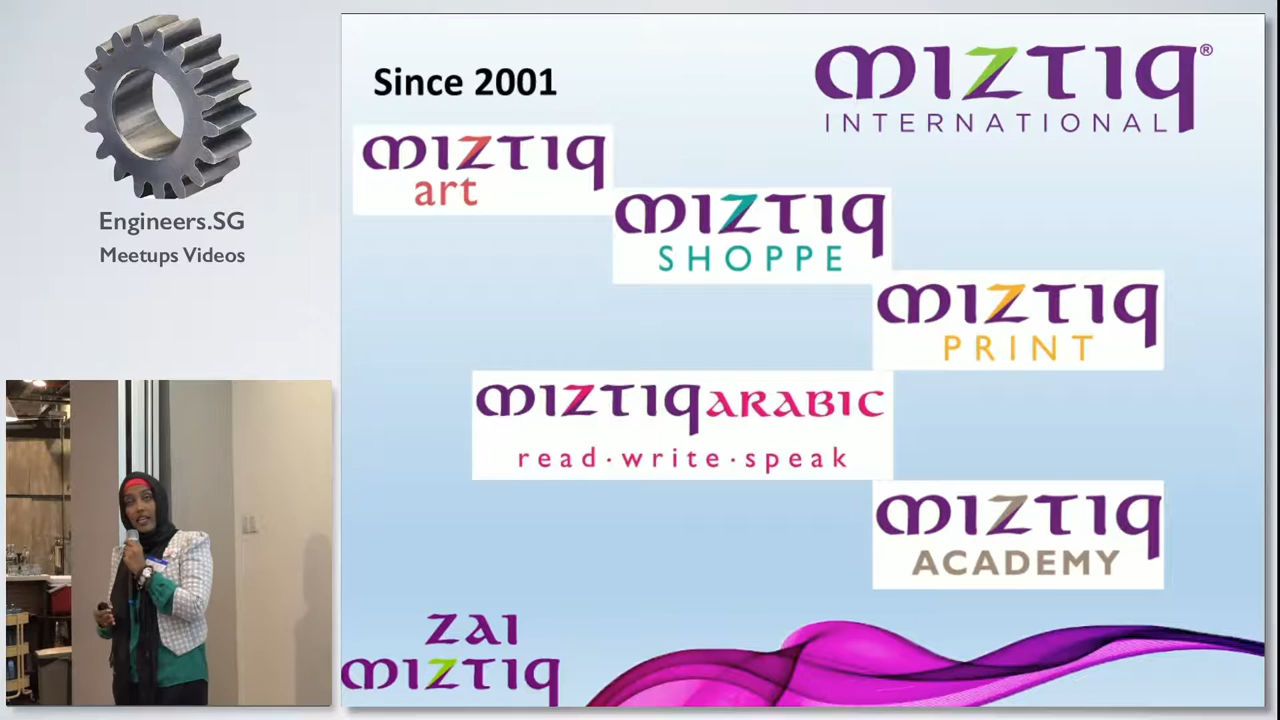 Engineers.SG
Meetups Videos
Since 2001
MIZTIQ®
INTERNATIONAL
MIZTIQ
art
MIZTIQ
SHOPPE
MIZTIQ
PRINT
MIZTIQARABIC
read·write·speak
MIZTIQ
ACADEMY
ZAI
MIZTIQ